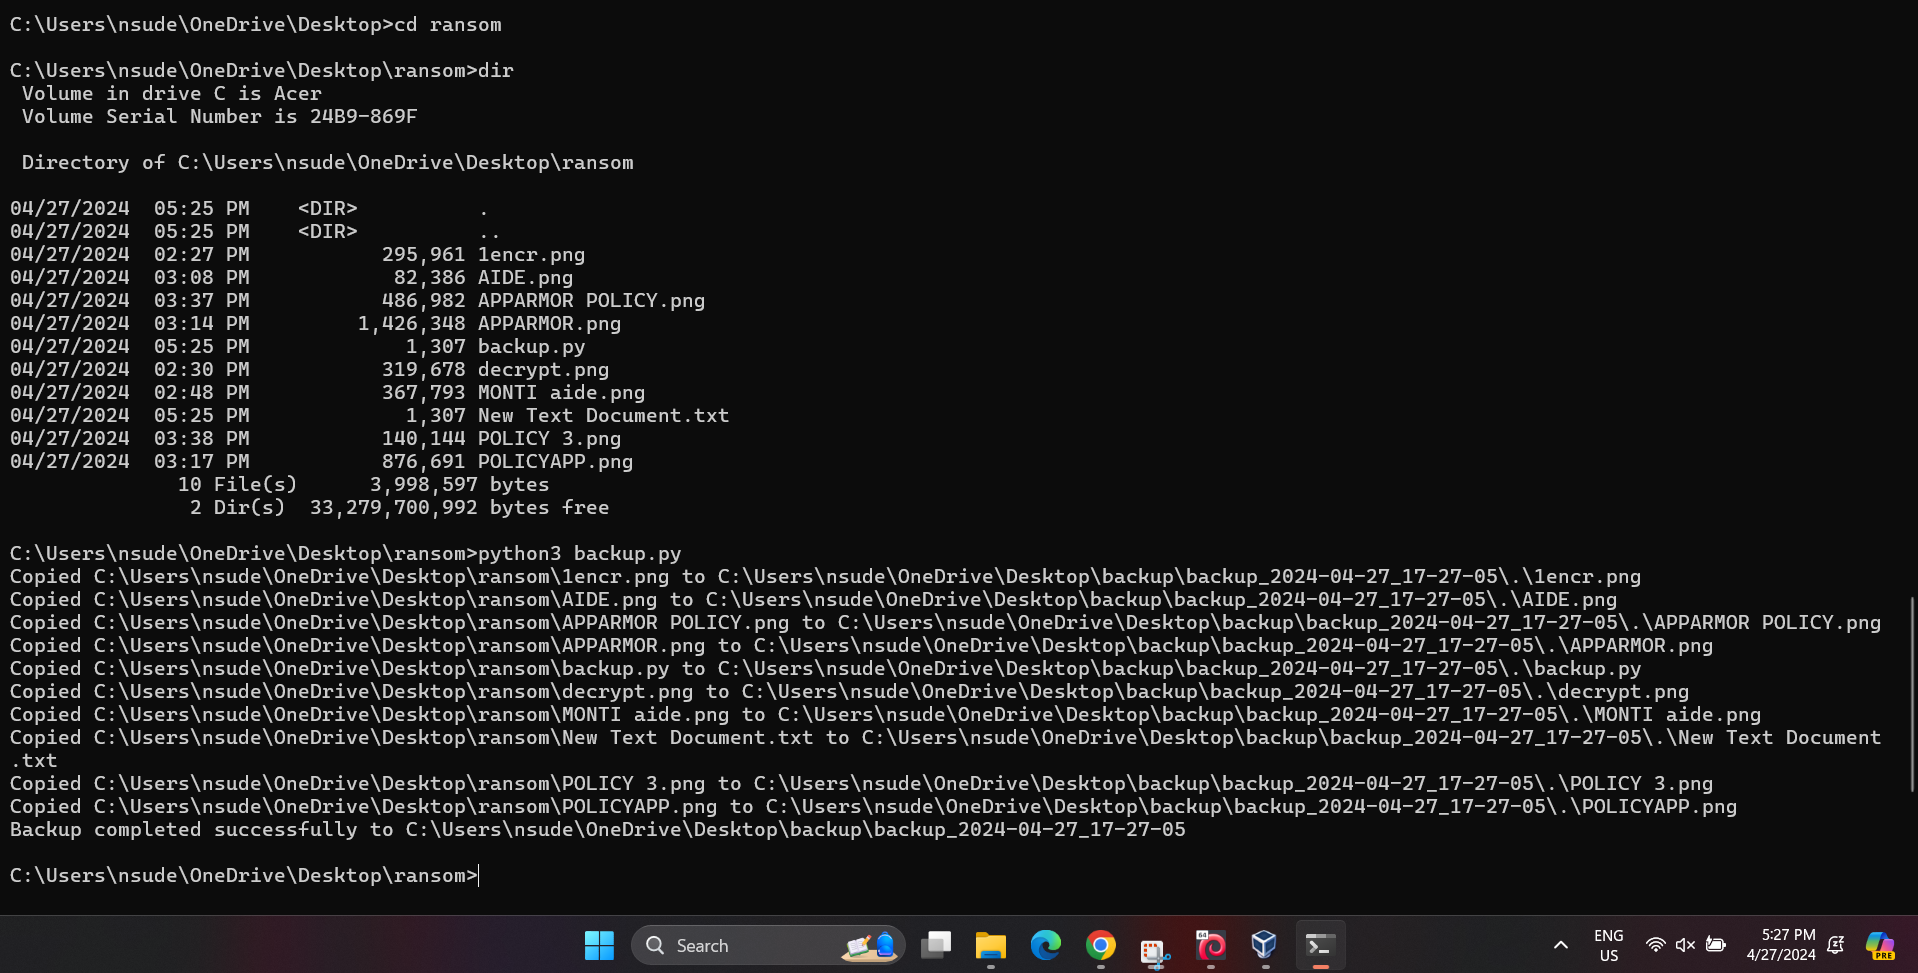 C:\Users\nsude\OneDrive\Desktop>cd ransom
C:\Users\nsude\OneDrive\Desktop\ransom>dir
 Volume in drive C is Acer
 Volume Serial Number is 24B9-869F
 Directory of C:\Users\nsude\OneDrive\Desktop\ransom
04/27/2024  05:25 PM    <DIR>          .
04/27/2024  05:25 PM    <DIR>          ..
04/27/2024  02:27 PM           295,961 1encr.png
04/27/2024  03:08 PM            82,386 AIDE.png
04/27/2024  03:37 PM           486,982 APPARMOR POLICY.png
04/27/2024  03:14 PM         1,426,348 APPARMOR.png
04/27/2024  05:25 PM             1,307 backup.py
04/27/2024  02:30 PM           319,678 decrypt.png
04/27/2024  02:48 PM           367,793 MONTI aide.png
04/27/2024  05:25 PM             1,307 New Text Document.txt
04/27/2024  03:38 PM           140,144 POLICY 3.png
04/27/2024  03:17 PM           876,691 POLICYAPP.png
              10 File(s)      3,998,597 bytes
               2 Dir(s)  33,279,700,992 bytes free
C:\Users\nsude\OneDrive\Desktop\ransom>python3 backup.py
Copied C:\Users\nsude\OneDrive\Desktop\ransom\1encr.png to C:\Users\nsude\OneDrive\Desktop\backup\backup_2024-04-27_17-27-05\.\1encr.png
Copied C:\Users\nsude\OneDrive\Desktop\ransom\AIDE.png to C:\Users\nsude\OneDrive\Desktop\backup\backup_2024-04-27_17-27-05\.\AIDE.png
Copied C:\Users\nsude\OneDrive\Desktop\ransom\APPARMOR POLICY.png to C:\Users\nsude\OneDrive\Desktop\backup\backup_2024-04-27_17-27-05\.\APPARMOR POLICY.png
Copied C:\Users\nsude\OneDrive\Desktop\ransom\APPARMOR.png to C:\Users\nsude\OneDrive\Desktop\backup\backup_2024-04-27_17-27-05\.\APPARMOR.png
Copied C:\Users\nsude\OneDrive\Desktop\ransom\backup.py to C:\Users\nsude\OneDrive\Desktop\backup\backup_2024-04-27_17-27-05\.\backup.py
Copied C:\Users\nsude\OneDrive\Desktop\ransom\decrypt.png to C:\Users\nsude\OneDrive\Desktop\backup\backup_2024-04-27_17-27-05\.\decrypt.png
Copied C:\Users\nsude\OneDrive\Desktop\ransom\MONTI aide.png to C:\Users\nsude\OneDrive\Desktop\backup\backup_2024-04-27_17-27-05\.\MONTI aide.png
Copied C:\Users\nsude\OneDrive\Desktop\ransom\New Text Document.txt to C:\Users\nsude\OneDrive\Desktop\backup\backup_2024-04-27_17-27-05\.\New Text Document
.txt
Copied C:\Users\nsude\OneDrive\Desktop\ransom\POLICY 3.png to C:\Users\nsude\OneDrive\Desktop\backup\backup_2024-04-27_17-27-05\.\POLICY 3.png
Copied C:\Users\nsude\OneDrive\Desktop\ransom\POLICYAPP.png to C:\Users\nsude\OneDrive\Desktop\backup\backup_2024-04-27_17-27-05\.\POLICYAPP.png
Backup completed successfully to C:\Users\nsude\OneDrive\Desktop\backup\backup_2024-04-27_17-27-05
C:\Users\nsude\OneDrive\Desktop\ransom>
Search
64
ENG
US
5:27 PM
4/27/2024
PRE